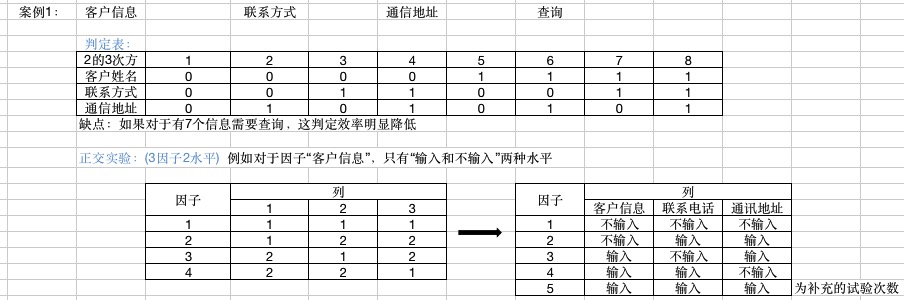 案例1： 客户信息 联系方式 通信地址 查询
判定表：
2的3次方 1 2 3 4 5 6 7 8
客户姓名 0 0 0 0 1 1 1 1
联系方式 0 0 1 1 0 0 1 1
通信地址 0 1 0 1 0 1 0 1
缺点：如果对于有7个信息需要查询，这判定效率明显降低
正交实验：(3因子2水平) 例如对于因子“客户信息”，只有“输入和不输入”两种水平
因子 列
1 2 3
1 1 1 1
2 1 2 2
3 2 1 2
4 2 2 1
因子 列
客户信息 联系电话 通讯地址
1 不输入 不输入 不输入
2 不输入 输入 输入
3 输入 不输入 输入
4 输入 输入 不输入
5 输入 输入 输入 为补充的试验次数